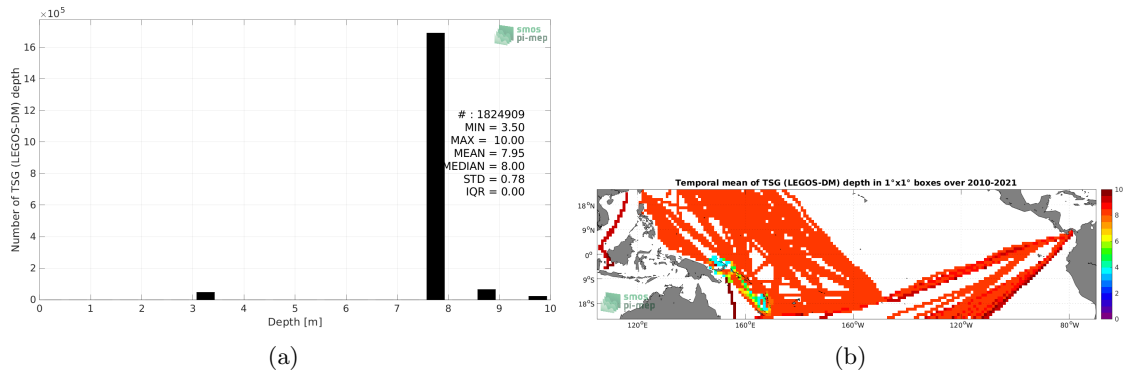 ×10⁵
smos
pi-mep
Number of TSG (LEGOS-DM) depth
16
14
12
10
8
6
4
2
0
# : 1824909
MIN = 3.50
MAX = 10.00
MEAN = 7.95
MEDIAN = 8.00
STD = 0.78
IQR = 0.00
0 1 2 3 4 5 6 7 8 9 10
Depth [m]
(a)
Temporal mean of TSG (LEGOS-DM) depth in 1°x1° boxes over 2010-2021
18°N
9°N
0°
9°S
18°S
smos
pi-mep
120°E 160°E 160°W 120°W 80°W
10
8
6
4
2
0
(b)